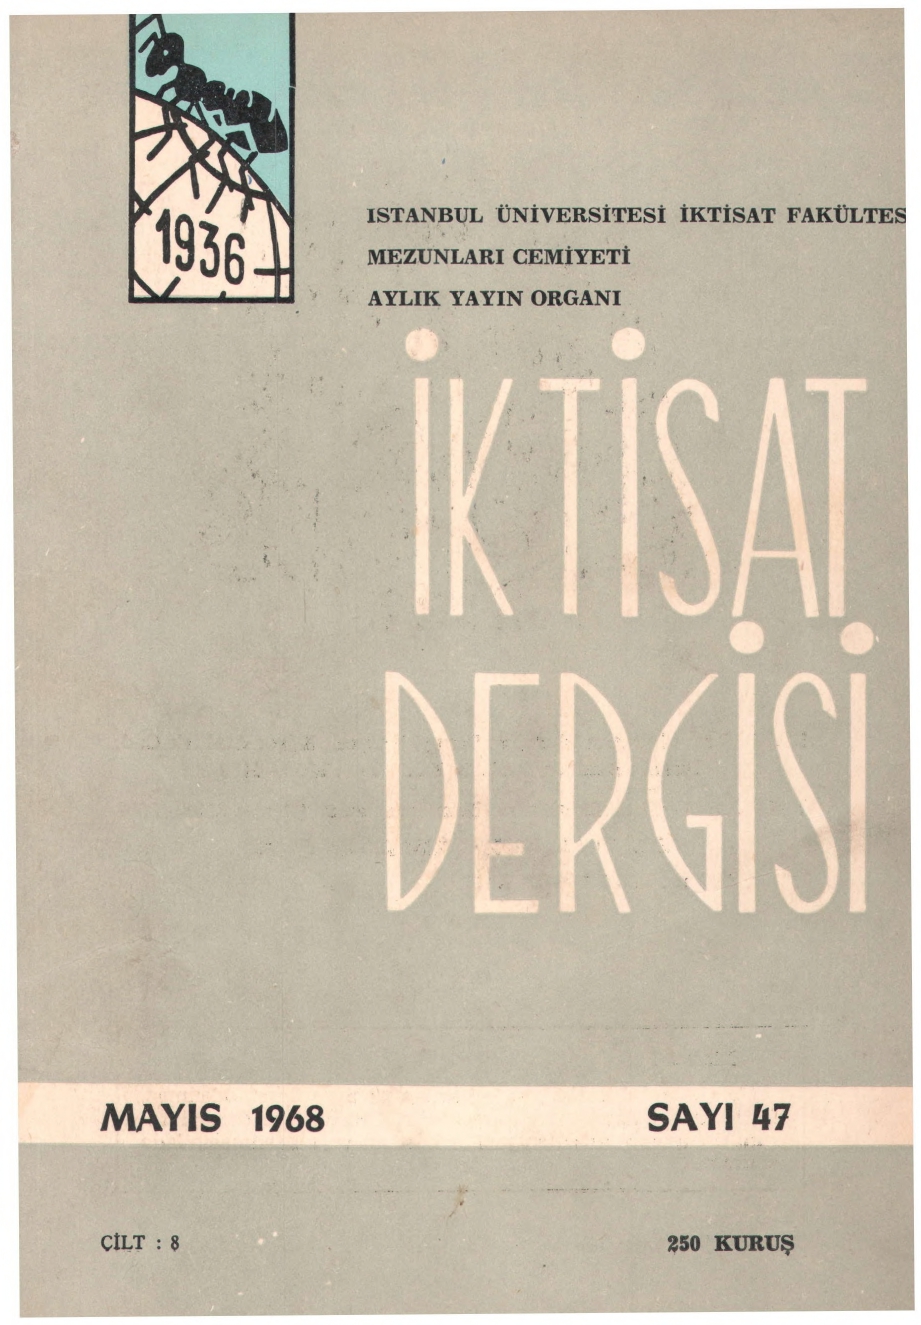 1936
ISTANBUL ÜNİVERSİTESİ İKTİSAT FAKÜLTES
MEZUNLARI CEMİYETİ
AYLIK YAYIN ORGANI
İKTİSAT
DERGİSİ
MAYIS 1968 SAYI 47
ÇİLT : 8 250 KURUŞ